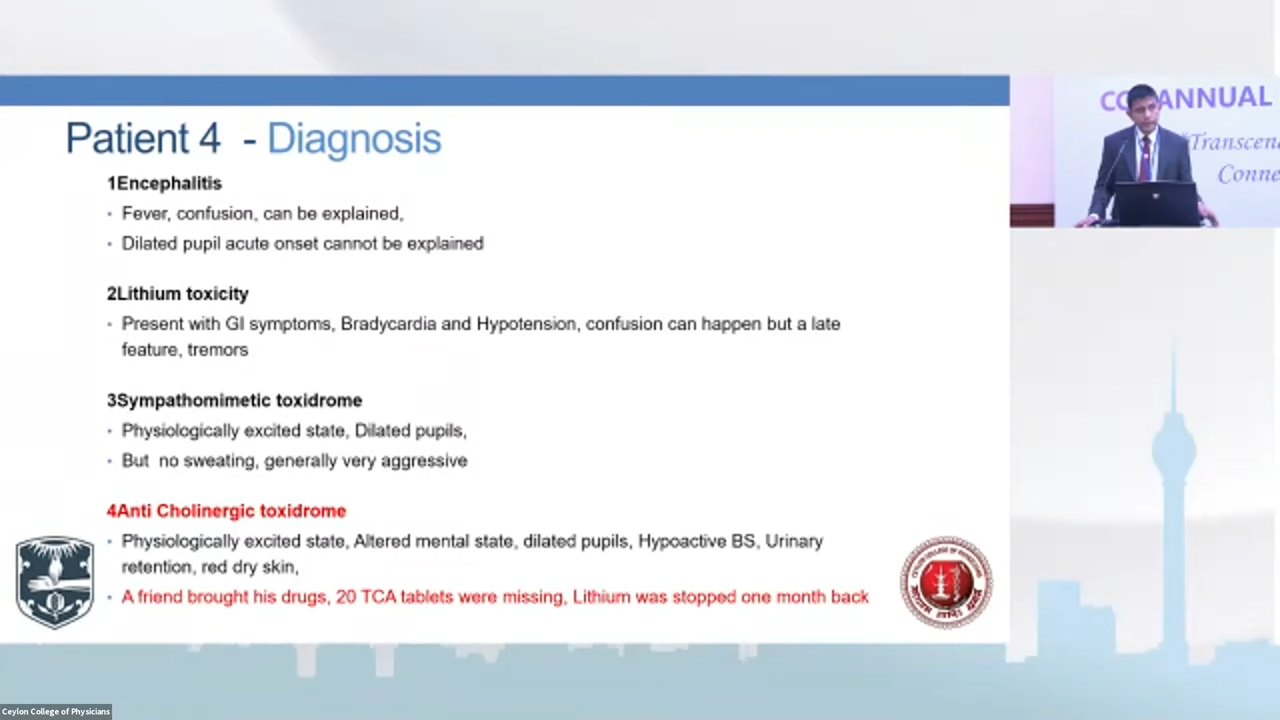 Patient 4 - Diagnosis
1Encephalitis
• Fever, confusion, can be explained,
• Dilated pupil acute onset cannot be explained
2Lithium toxicity
• Present with GI symptoms, Bradycardia and Hypotension, confusion can happen but a late
feature, tremors
3Sympathomimetic toxidrome
• Physiologically excited state, Dilated pupils,
• But no sweating, generally very aggressive
4Anti Cholinergic toxidrome
• Physiologically excited state, Altered mental state, dilated pupils, Hypoactive BS, Urinary
retention, red dry skin,
• A friend brought his drugs, 20 TCA tablets were missing, Lithium was stopped one month back
ANNUAL
"Transcen
Conne
Ceylon College of Physicians